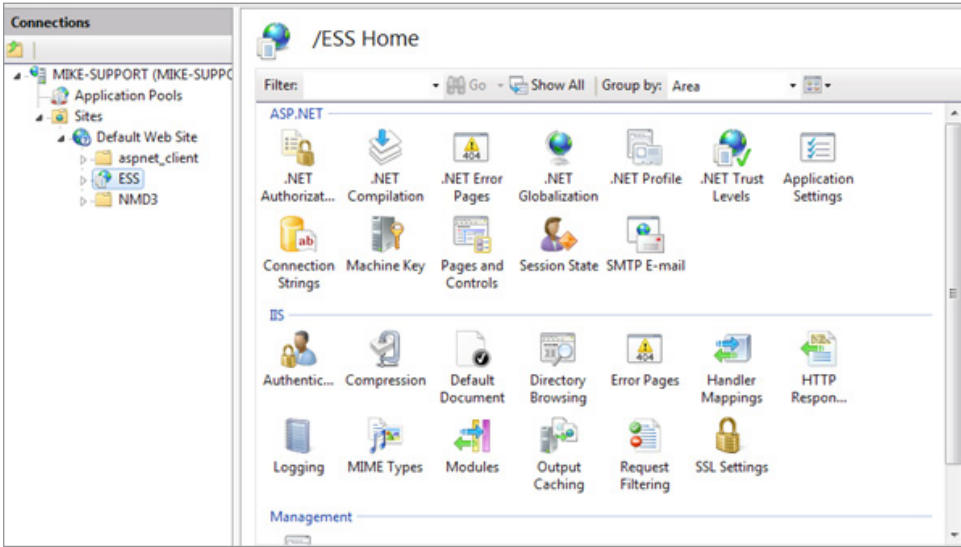 Connections
MIKE-SUPPORT (MIKE-SUPPC
Application Pools
Sites
Default Web Site
aspnet_client
ESS
NMD3
/ESS Home
Filter: Go Show All Group by: Area
ASP.NET
.NET Authorizat...
.NET Compilation
.NET Error Pages
.NET Globalization
.NET Profile
.NET Trust Levels
Application Settings
Connection Strings
Machine Key
Pages and Controls
Session State
SMTP E-mail
IIS
Authentic...
Compression
Default Document
Directory Browsing
Error Pages
Handler Mappings
HTTP Respon...
Logging
MIME Types
Modules
Output Caching
Request Filtering
SSL Settings
Management